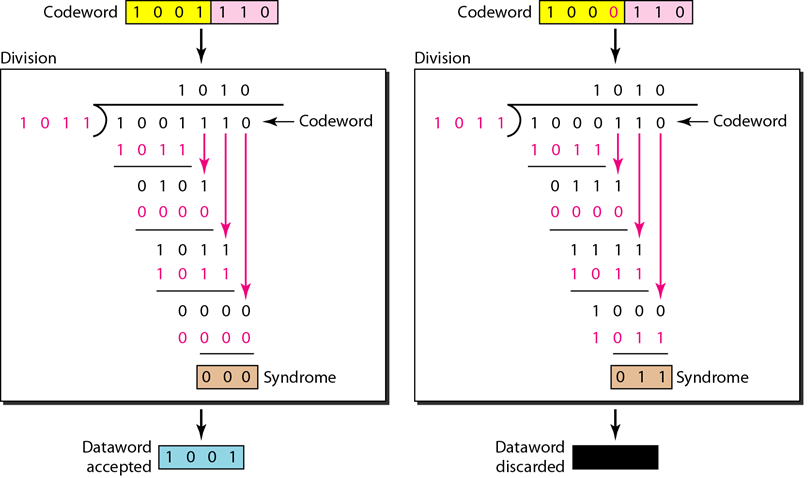 Codeword 1 0 0 1 1 1 0
Division
1 0 1 0
1 0 1 1 1 0 0 1 1 1 0 Codeword
1 0 1 1
0 1 0 1
0 0 0 0
1 0 1 1
1 0 1 1
0 0 0 0
0 0 0 0
0 0 0 Syndrome
Dataword
accepted 1 0 0 1
Codeword 1 0 0 0 1 1 0
Division
1 0 1 0
1 0 1 1 1 0 0 0 1 1 0 Codeword
1 0 1 1
0 1 1 1
0 0 0 0
1 1 1 1
1 0 1 1
1 0 0 0
1 0 1 1
0 1 1 Syndrome
Dataword
discarded